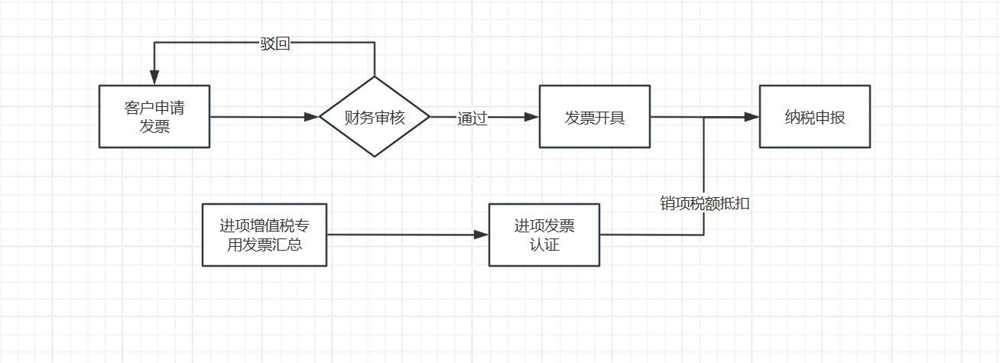 驳回
客户申请
发票
财务审核
通过
发票开具
纳税申报
销项税额抵扣
进项增值税专
用发票汇总
进项发票
认证